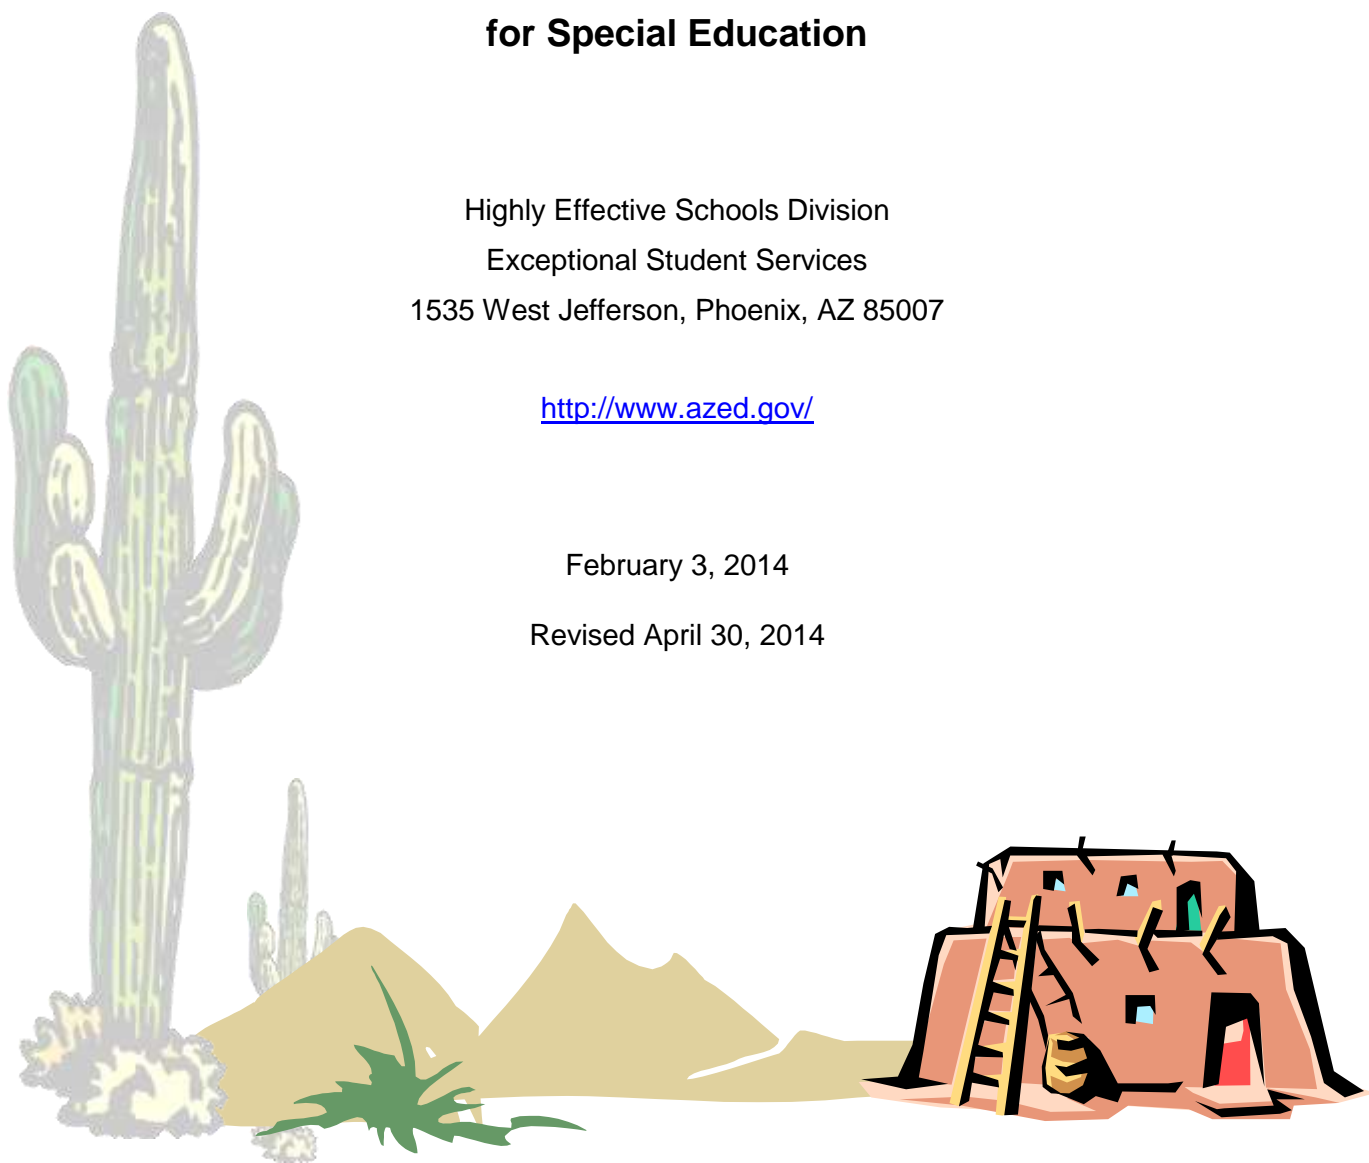 for Special Education
Highly Effective Schools Division
Exceptional Student Services
1535 West Jefferson, Phoenix, AZ 85007
http://www.azed.gov/
February 3, 2014
Revised April 30, 2014